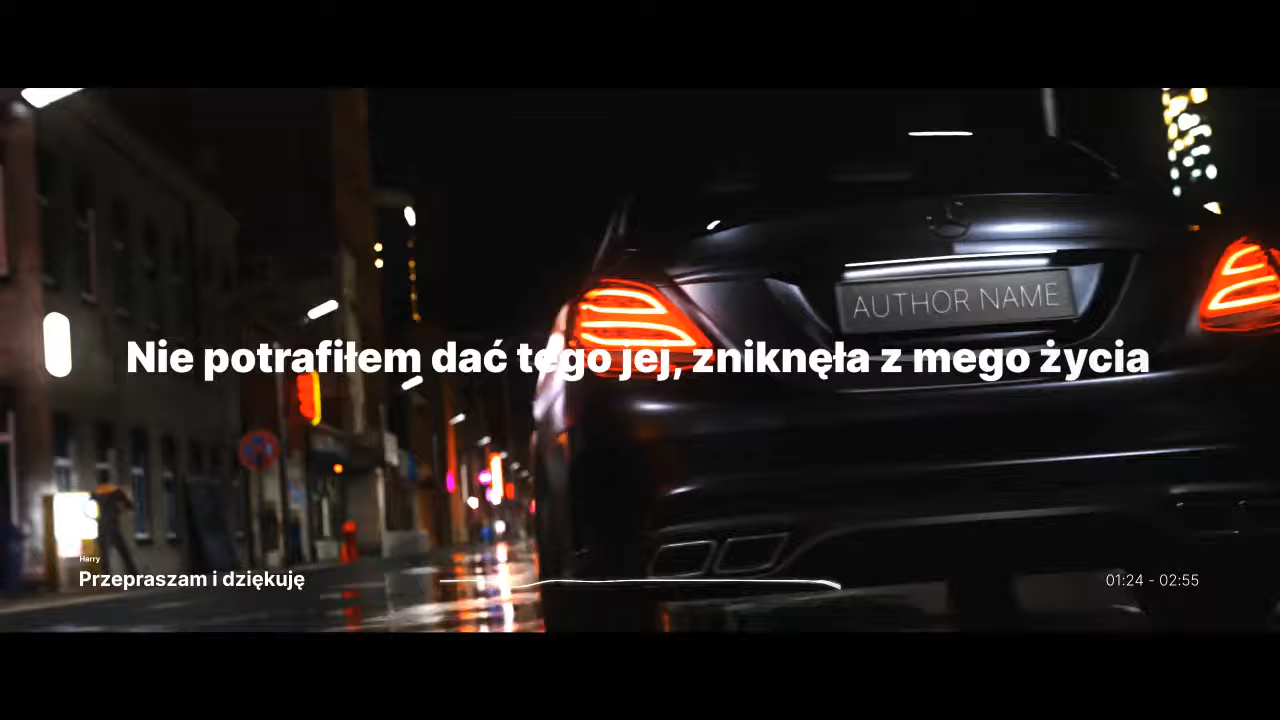 AUTHOR NAME
Nie potrafiłem dać tego jej, zniknęła z mego życia
Harry
Przepraszam i dziękuję
01:24 - 02:55